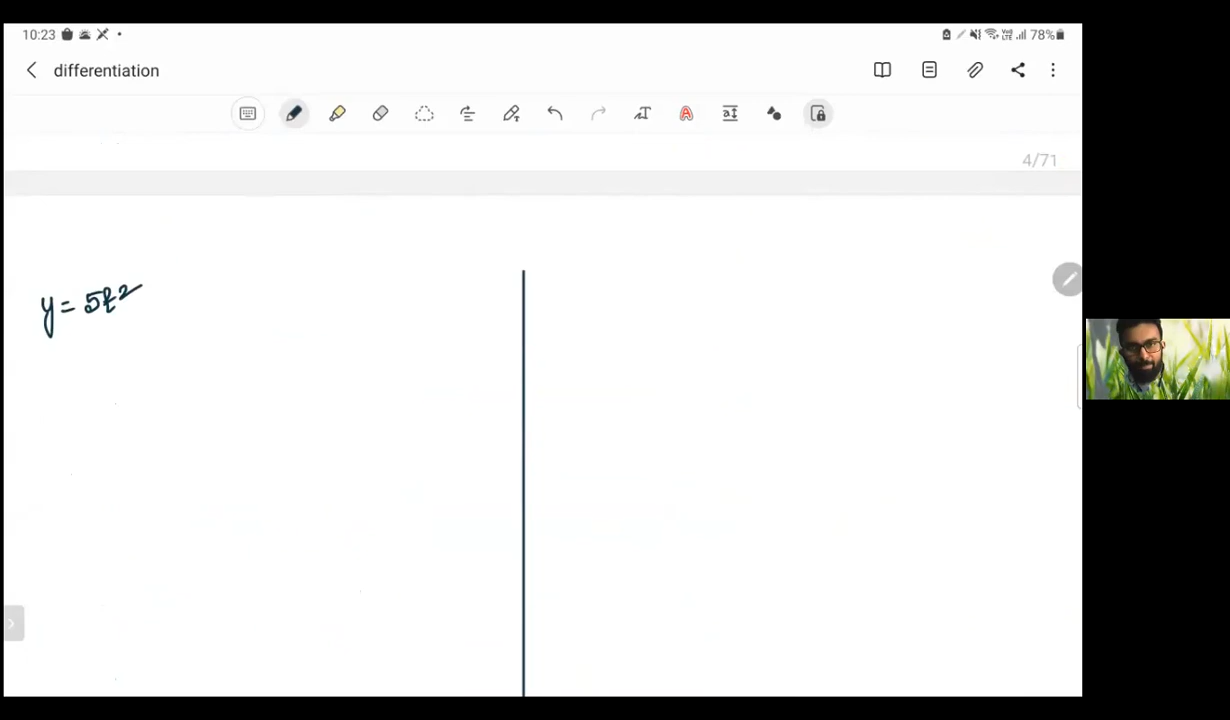 10:23
78%
differentiation
4/71
y = 5t²